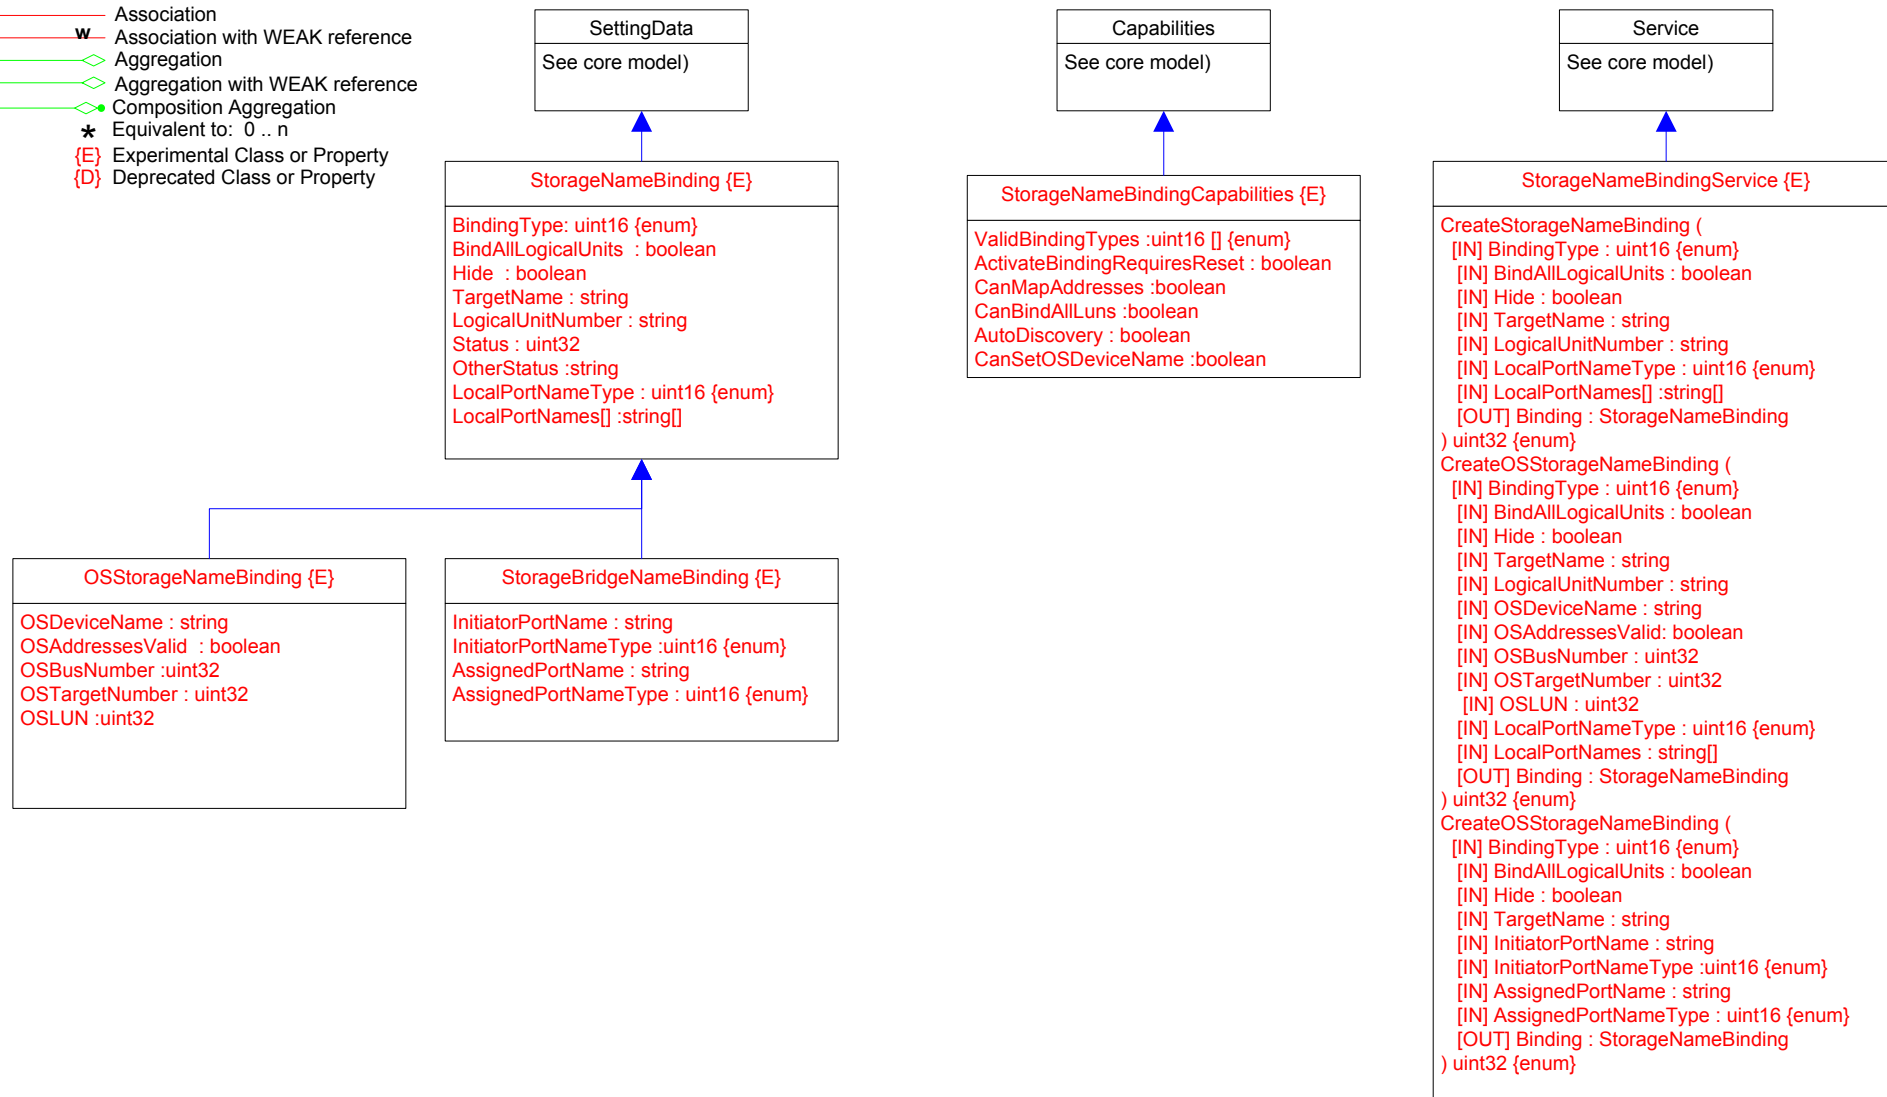 Association
w Association with WEAK reference
Aggregation
Aggregation with WEAK reference
Composition Aggregation
* Equivalent to: 0 .. n
{E} Experimental Class or Property
{D} Deprecated Class or Property
SettingData
See core model)
Capabilities
See core model)
Service
See core model)
StorageNameBinding {E}
BindingType: uint16 {enum}
BindAllLogicalUnits : boolean
Hide : boolean
TargetName : string
LogicalUnitNumber : string
Status : uint32
OtherStatus :string
LocalPortNameType : uint16 {enum}
LocalPortNames[] :string[]
StorageNameBindingCapabilities {E}
ValidBindingTypes :uint16 [] {enum}
ActivateBindingRequiresReset : boolean
CanMapAddresses :boolean
CanBindAllLuns :boolean
AutoDiscovery : boolean
CanSetOSDeviceName :boolean
StorageNameBindingService {E}
CreateStorageNameBinding (
[IN] BindingType : uint16 {enum}
[IN] BindAllLogicalUnits : boolean
[IN] Hide : boolean
[IN] TargetName : string
[IN] LogicalUnitNumber : string
[IN] LocalPortNameType : uint16 {enum}
[IN] LocalPortNames[] :string[]
[OUT] Binding : StorageNameBinding
) uint32 {enum}
CreateOSStorageNameBinding (
[IN] BindingType : uint16 {enum}
[IN] BindAllLogicalUnits : boolean
[IN] Hide : boolean
[IN] TargetName : string
[IN] LogicalUnitNumber : string
[IN] OSDeviceName : string
[IN] OSAddressesValid: boolean
[IN] OSBusNumber : uint32
[IN] OSTargetNumber : uint32
[IN] OSLUN : uint32
[IN] LocalPortNameType : uint16 {enum}
[IN] LocalPortNames : string[]
[OUT] Binding : StorageNameBinding
) uint32 {enum}
CreateOSStorageNameBinding (
[IN] BindingType : uint16 {enum}
[IN] BindAllLogicalUnits : boolean
[IN] Hide : boolean
[IN] TargetName : string
[IN] InitiatorPortName : string
[IN] InitiatorPortNameType :uint16 {enum}
[IN] AssignedPortName : string
[IN] AssignedPortNameType : uint16 {enum}
[OUT] Binding : StorageNameBinding
) uint32 {enum}
OSStorageNameBinding {E}
OSDeviceName : string
OSAddressesValid : boolean
OSBusNumber :uint32
OSTargetNumber : uint32
OSLUN :uint32
StorageBridgeNameBinding {E}
InitiatorPortName : string
InitiatorPortNameType :uint16 {enum}
AssignedPortName : string
AssignedPortNameType : uint16 {enum}